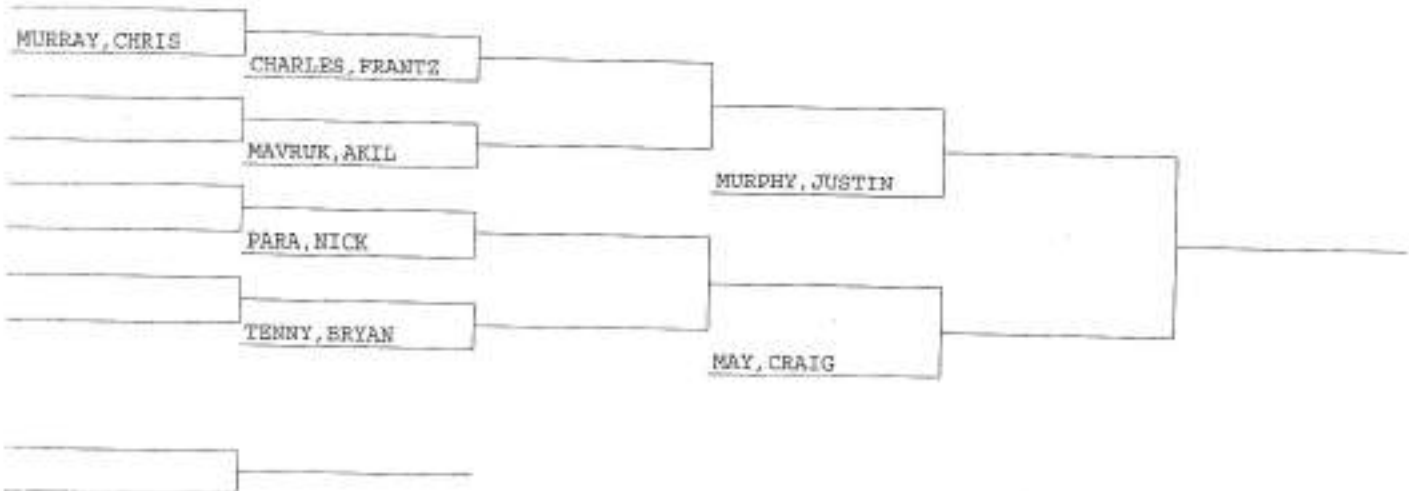 MURRAY,CHRIS
CHARLES,FRANTZ
MAVRUK,AKIL
MURPHY,JUSTIN
PARA,NICK
TENNY,BRYAN
MAY,CRAIG